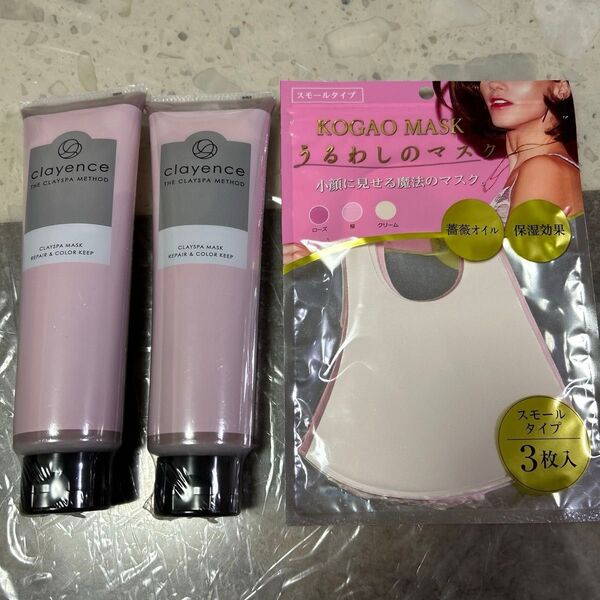 clayence
THE CLAYSPA METHOD
CLAYSPA MASK
REPAIR & COLOR KEEP
clayence
THE CLAYSPA METHOD
CLAYSPA MASK
REPAIR & COLOR KEEP
スモールタイプ
KOGAO MASK
うるわしのマスク
小顔に見せる魔法のマスク
ローズ 桜 クリーム
薔薇オイル 保湿効果
スモール
タイプ
3枚入